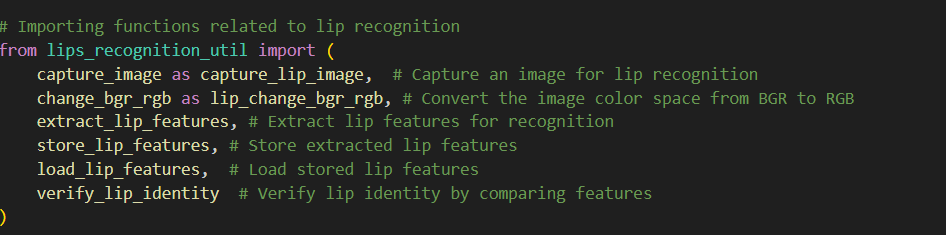 # Importing functions related to lip recognition
from lips_recognition_util import (
    capture_image as capture_lip_image,  # Capture an image for lip recognition
    change_bgr_rgb as lip_change_bgr_rgb, # Convert the image color space from BGR to RGB
    extract_lip_features, # Extract lip features for recognition
    store_lip_features, # Store extracted lip features
    load_lip_features,  # Load stored lip features
    verify_lip_identity  # Verify lip identity by comparing features
)